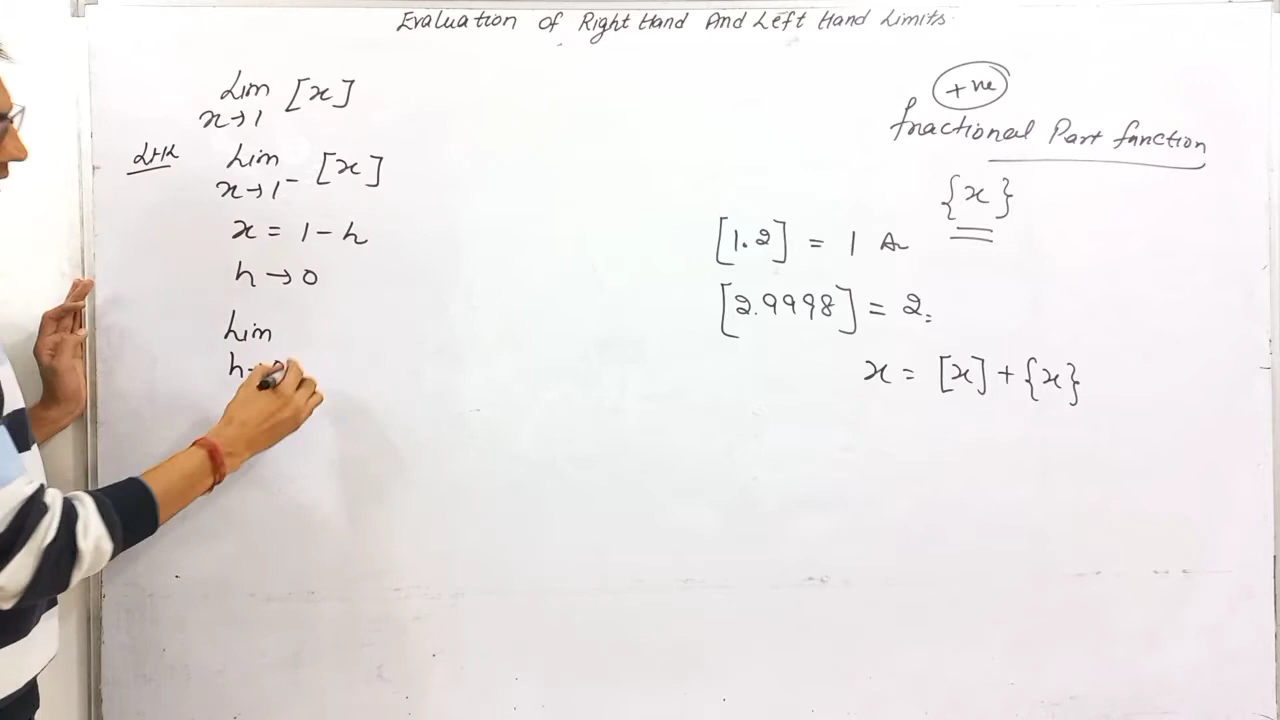 Evaluation of Right Hand And Left Hand Limits
Lim [x]
x→1
LHL Lim [x]
x→1⁻
x = 1 - h
h → 0
Lim
+ve
fractional Part function
{x}
[1.2] = 1
[2.9998] = 2
x = [x] + {x}